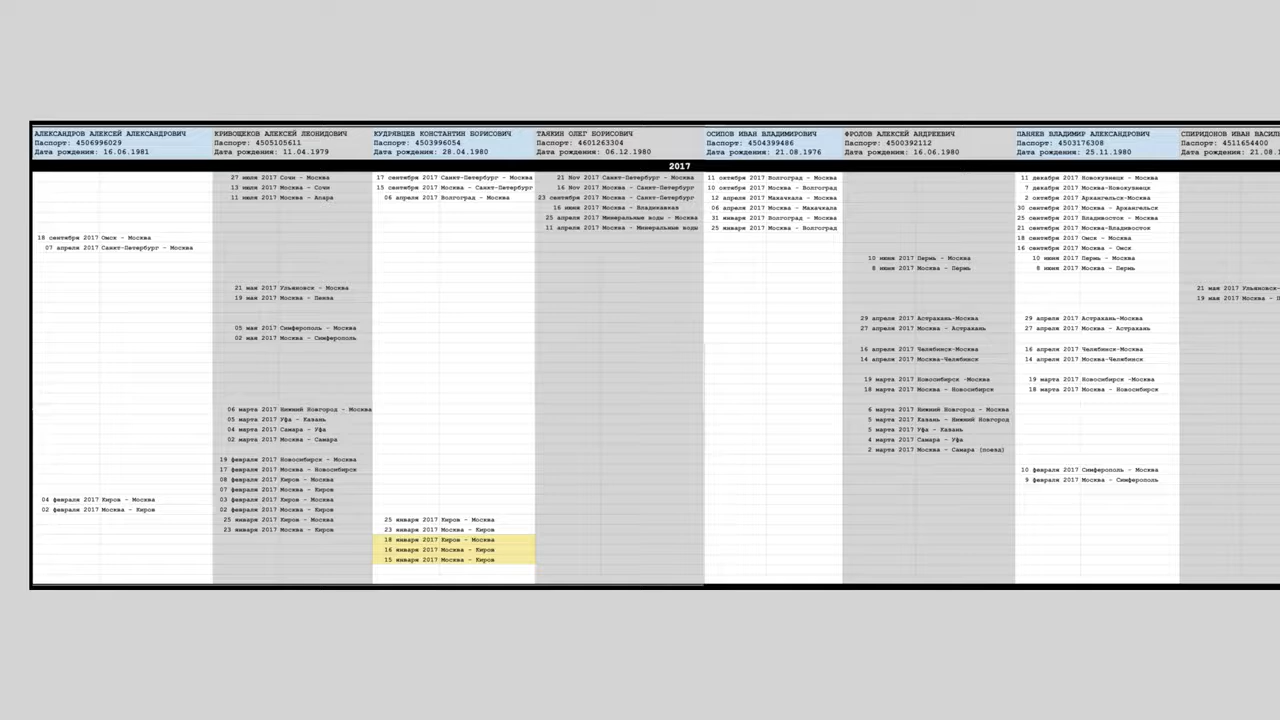 АЛЕКСАНДРОВ АЛЕКСЕЙ АЛЕКСАНДРОВИЧ
Паспорт: 4506996029
Дата рождения: 16.06.1981
КРИВОЩЕКОВ АЛЕКСЕЙ ЛЕОНИДОВИЧ
Паспорт: 4505105611
Дата рождения: 11.04.1979
КУДРЯВЦЕВ КОНСТАНТИН БОРИСОВИЧ
Паспорт: 4503996054
Дата рождения: 28.04.1980
ТАЯКИН ОЛЕГ БОРИСОВИЧ
Паспорт: 4601263304
Дата рождения: 06.12.1980
ОСИПОВ ИВАН ВЛАДИМИРОВИЧ
Паспорт: 4504399486
Дата рождения: 21.08.1976
ФРОЛОВ АЛЕКСЕЙ АНДРЕЕВИЧ
Паспорт: 4500392112
Дата рождения: 16.06.1980
ПАНЯЕВ ВЛАДИМИР АЛЕКСАНДРОВИЧ
Паспорт: 4503176308
Дата рождения: 25.11.1980
СПИРИДОНОВ ИВАН ВАСИЛ
Паспорт: 4511654400
Дата рождения: 21.08.1
2017
18 сентября 2017 Омск - Москва
07 апреля 2017 Санкт-Петербург - Москва
04 февраля 2017 Киров - Москва
02 февраля 2017 Москва - Киров
27 июля 2017 Сочи - Москва
13 июля 2017 Москва - Сочи
11 июля 2017 Москва - Анапа
21 мая 2017 Ульяновск - Москва
19 мая 2017 Москва - Пенза
05 мая 2017 Симферополь - Москва
02 мая 2017 Москва - Симферополь
06 марта 2017 Нижний Новгород - Москва
05 марта 2017 Уфа - Казань
04 марта 2017 Самара - Уфа
02 марта 2017 Москва - Самара
19 февраля 2017 Новосибирск - Москва
17 февраля 2017 Москва - Новосибирск
08 февраля 2017 Киров - Москва
07 февраля 2017 Москва - Киров
03 февраля 2017 Киров - Москва
02 февраля 2017 Москва - Киров
25 января 2017 Киров - Москва
23 января 2017 Москва - Киров
17 сентября 2017 Санкт-Петербург - Москва
15 сентября 2017 Москва - Санкт-Петербург
06 апреля 2017 Волгоград - Москва
25 января 2017 Киров - Москва
23 января 2017 Москва - Киров
18 января 2017 Киров - Москва
16 января 2017 Москва - Киров
15 января 2017 Москва - Киров
21 Nov 2017 Санкт-Петербург - Москва
16 Nov 2017 Москва - Санкт-Петербург
23 сентября 2017 Москва - Санкт-Петербург
16 июня 2017 Москва - Владикавказ
25 апреля 2017 Минеральные воды - Москва
11 апреля 2017 Москва - Минеральные воды
11 октября 2017 Волгоград - Москва
10 октября 2017 Москва - Волгоград
12 апреля 2017 Махачкала - Москва
06 апреля 2017 Москва - Махачкала
31 января 2017 Волгоград - Москва
25 января 2017 Москва - Волгоград
10 июня 2017 Пермь - Москва
8 июня 2017 Москва - Пермь
29 апреля 2017 Астрахань-Москва
27 апреля 2017 Москва - Астрахань
16 апреля 2017 Челябинск-Москва
14 апреля 2017 Москва-Челябинск
19 марта 2017 Новосибирск -Москва
18 марта 2017 Москва - Новосибирск
6 марта 2017 Нижний Новгород - Москва
5 марта 2017 Казань - Нижний Новгород
5 марта 2017 Уфа - Казань
4 марта 2017 Самара - Уфа
2 марта 2017 Москва - Самара (поезд)
11 декабря 2017 Новокузнецк - Москва
7 декабря 2017 Москва-Новокузнецк
2 октября 2017 Архангельск-Москва
30 сентября 2017 Москва - Архангельск
25 сентября 2017 Владивосток - Москва
21 сентября 2017 Москва-Владивосток
18 сентября 2017 Омск - Москва
16 сентября 2017 Москва - Омск
10 июня 2017 Пермь - Москва
8 июня 2017 Москва - Пермь
29 апреля 2017 Астрахань-Москва
27 апреля 2017 Москва - Астрахань
16 апреля 2017 Челябинск-Москва
14 апреля 2017 Москва-Челябинск
19 марта 2017 Новосибирск -Москва
18 марта 2017 Москва - Новосибирск
10 февраля 2017 Симферополь - Москва
9 февраля 2017 Москва - Симферополь
21 мая 2017 Ульяновск-
19 мая 2017 Москва - П